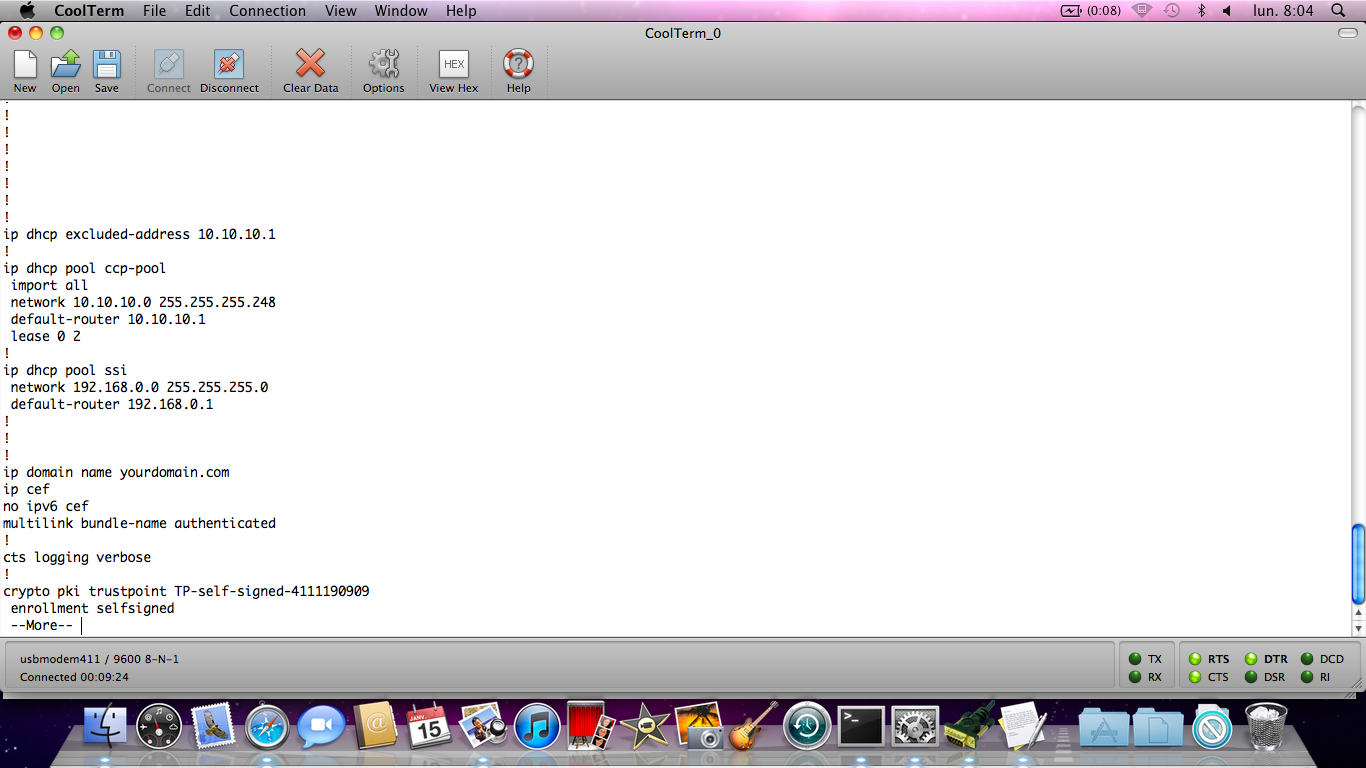 CoolTerm File Edit Connection View Window Help (0:08) lun. 8:04
CoolTerm_0
New Open Save Connect Disconnect Clear Data Options HEX View Hex Help
!
!
!
!
!
!
!
!
ip dhcp excluded-address 10.10.10.1
!
ip dhcp pool ccp-pool
 import all
 network 10.10.10.0 255.255.255.248
 default-router 10.10.10.1
 lease 0 2
!
ip dhcp pool ssi
 network 192.168.0.0 255.255.255.0
 default-router 192.168.0.1
!
!
!
ip domain name yourdomain.com
ip cef
no ipv6 cef
multilink bundle-name authenticated
!
cts logging verbose
!
crypto pki trustpoint TP-self-signed-4111190909
 enrollment selfsigned
 --More--
usbmodem411 / 9600 8-N-1
Connected 00:09:24
TX RTS DTR DCD
RX CTS DSR RI
JANV.
15